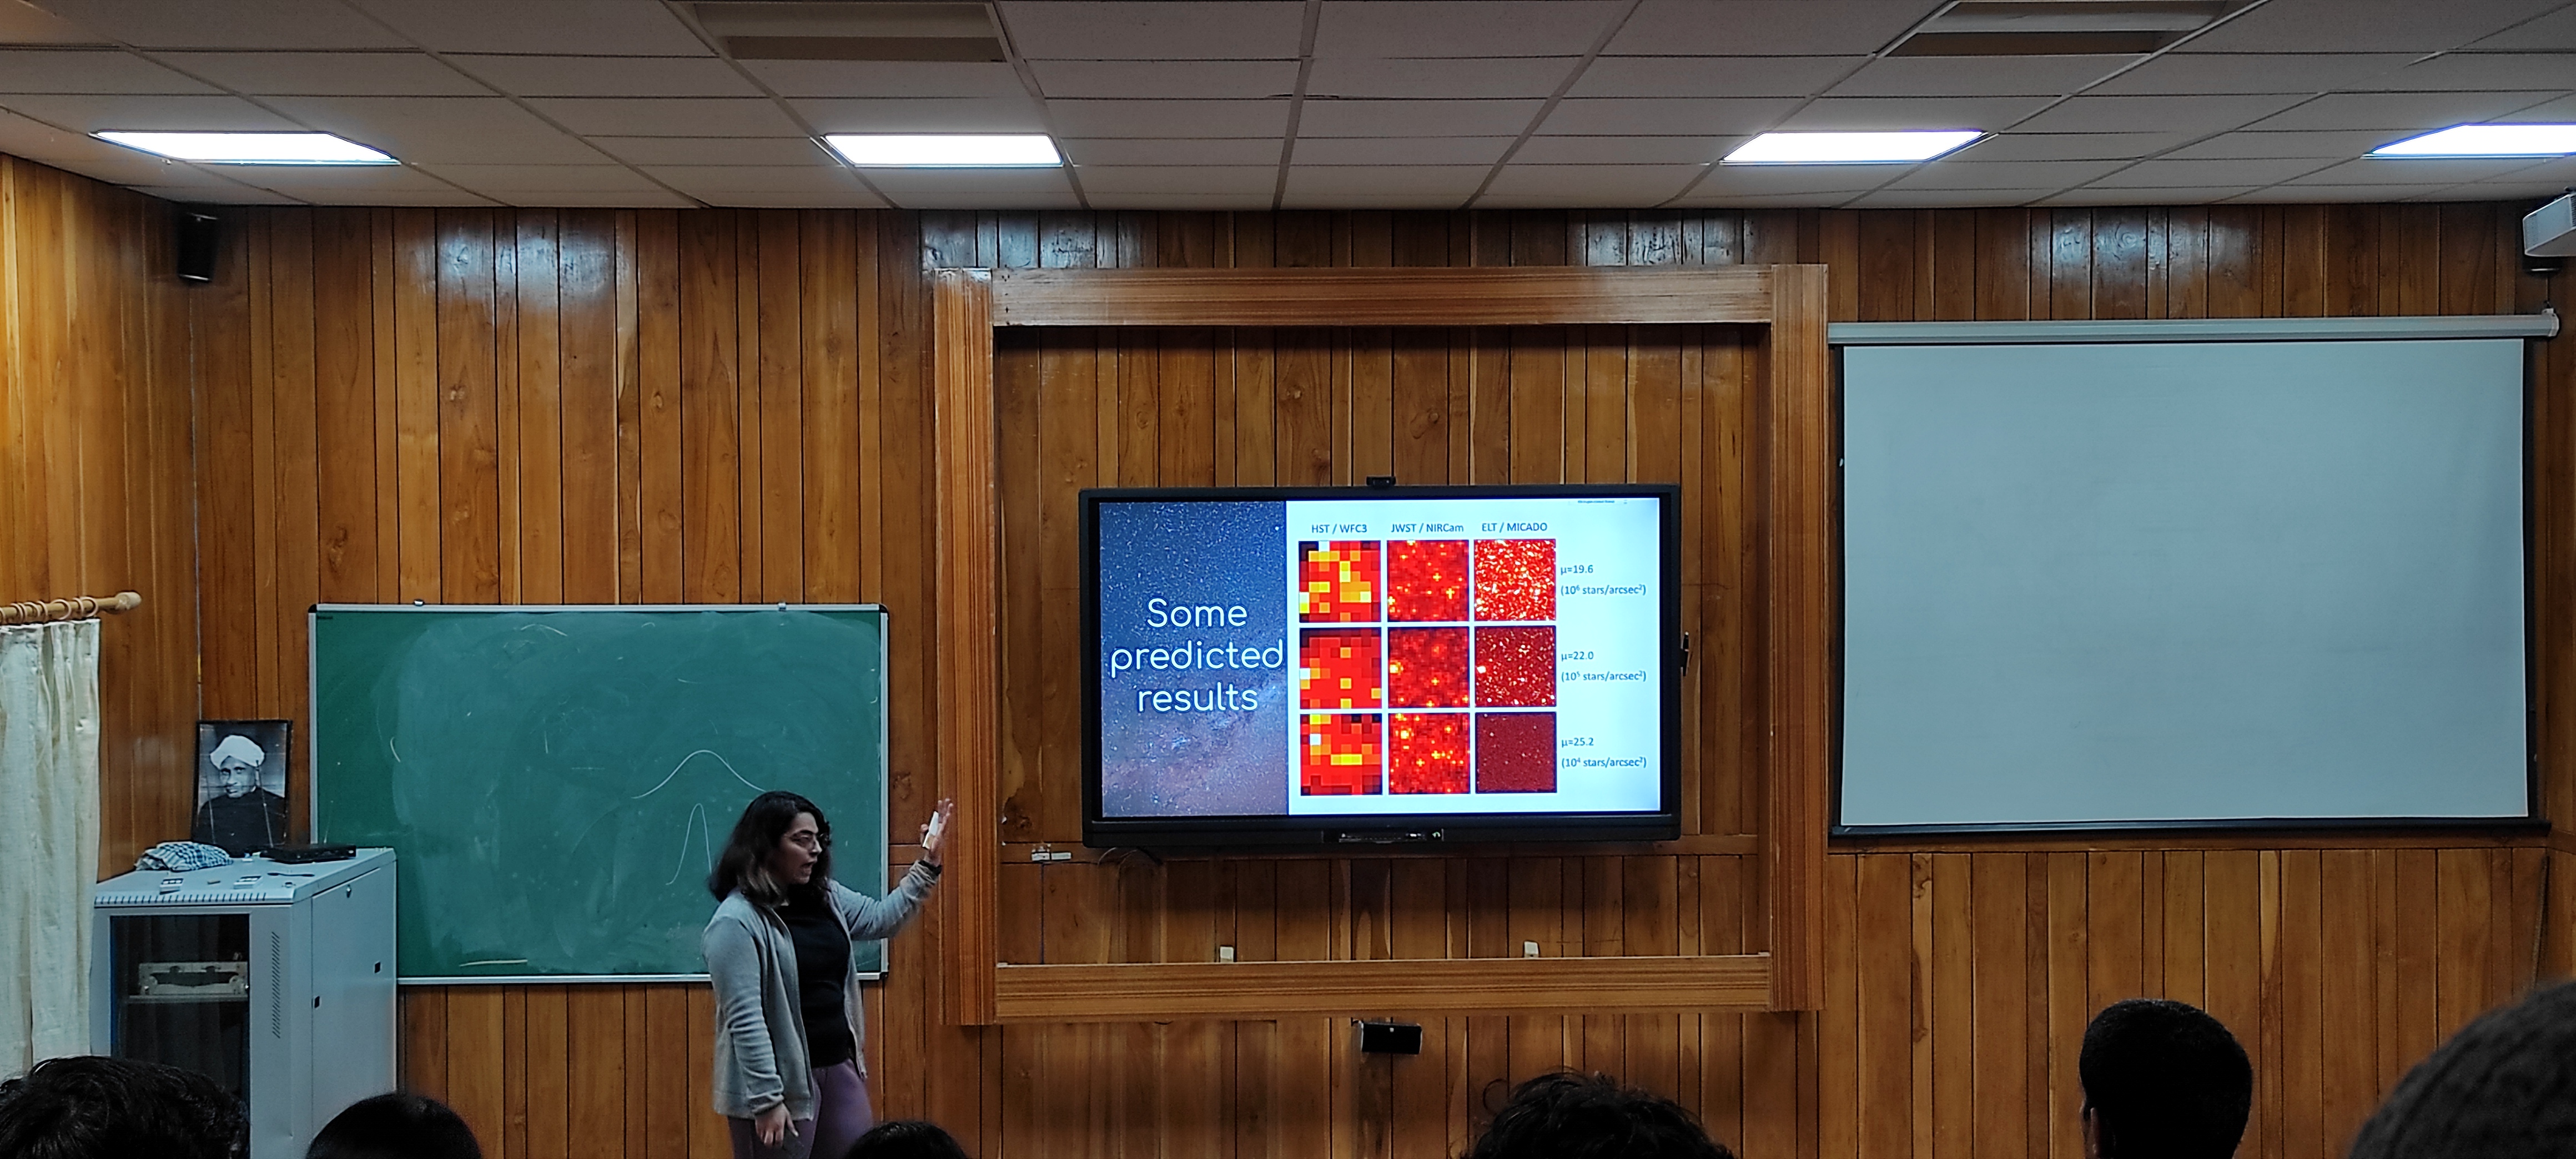 Some
predicted
results
HST / WFC3
JWST / NIRCam
ELT / MICADO
μ=19.6
(10⁶ stars/arcsec²)
μ=22.0
(10⁵ stars/arcsec²)
μ=25.2
(10⁴ stars/arcsec²)